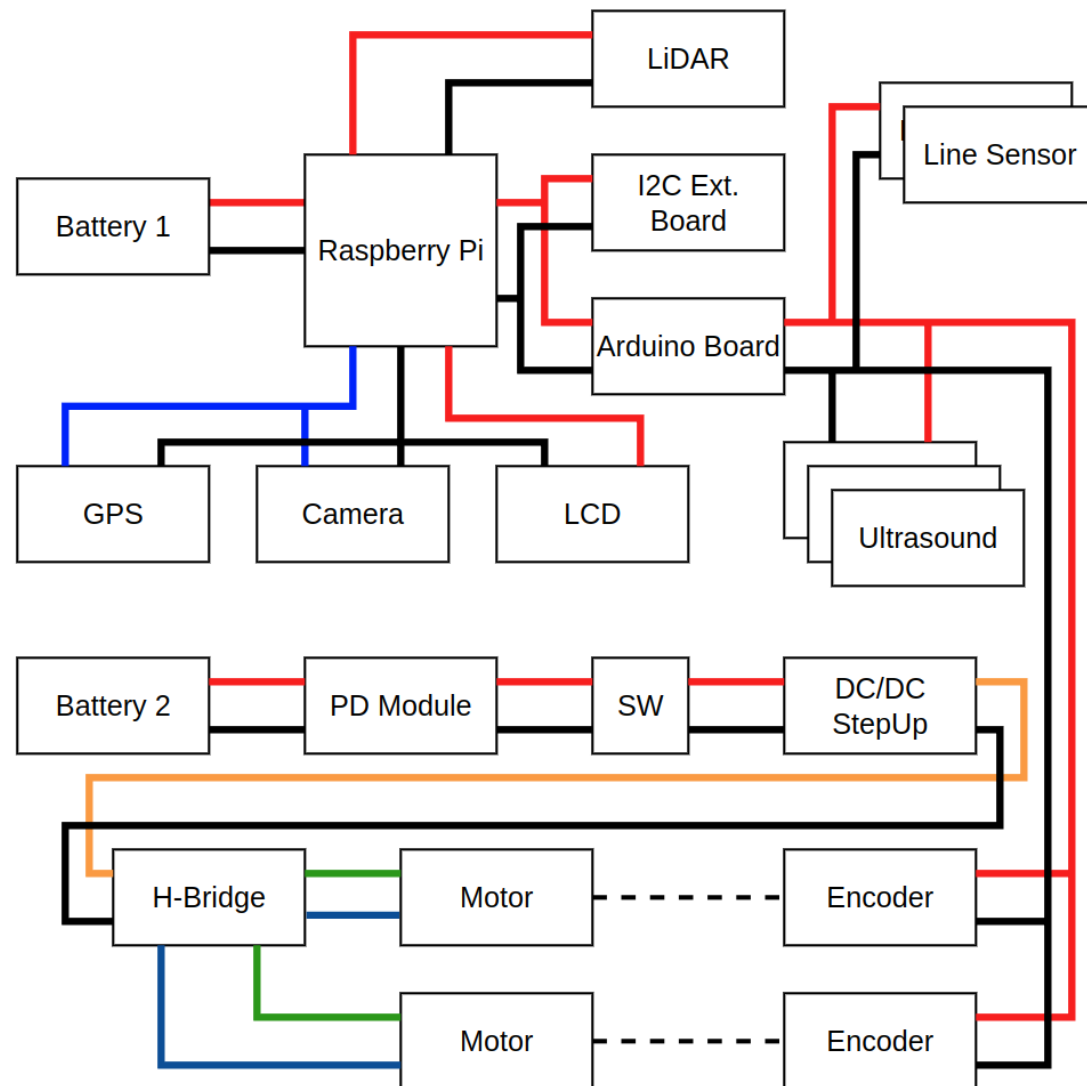 LiDAR
Line Sensor
I2C Ext.
Board
Battery 1
Raspberry Pi
Arduino Board
GPS
Camera
LCD
Ultrasound
Battery 2
PD Module
SW
DC/DC
StepUp
H-Bridge
Motor
Encoder
Motor
Encoder